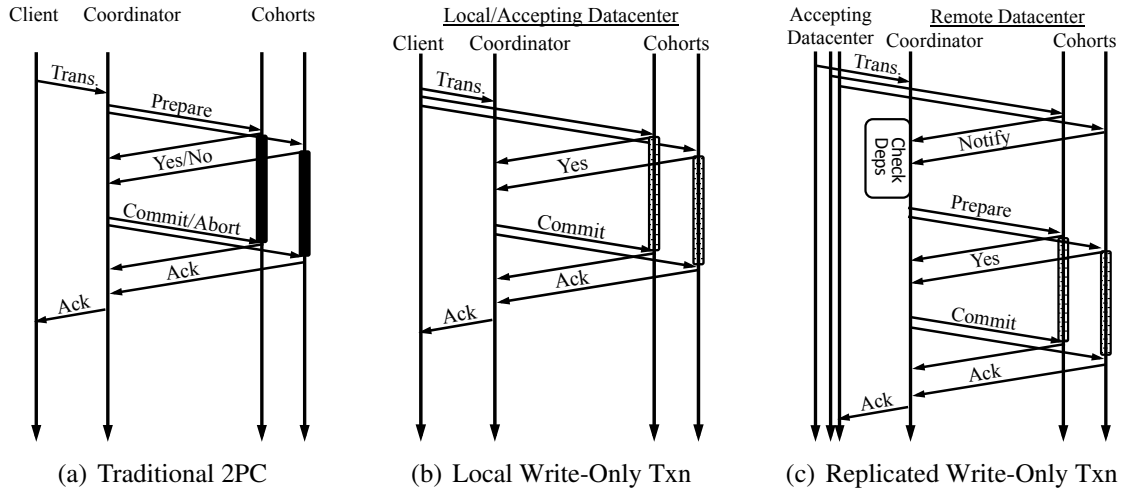 Client
Coordinator
Cohorts
Trans.
Prepare
Yes/No
Commit/Abort
Ack
Ack
(a) Traditional 2PC
Local/Accepting Datacenter
Client
Coordinator
Cohorts
Trans.
Yes
Commit
Ack
Ack
(b) Local Write-Only Txn
Accepting
Datacenter
Remote Datacenter
Coordinator
Cohorts
Trans.
Notify
Check
Deps
Prepare
Yes
Commit
Ack
Ack
(c) Replicated Write-Only Txn